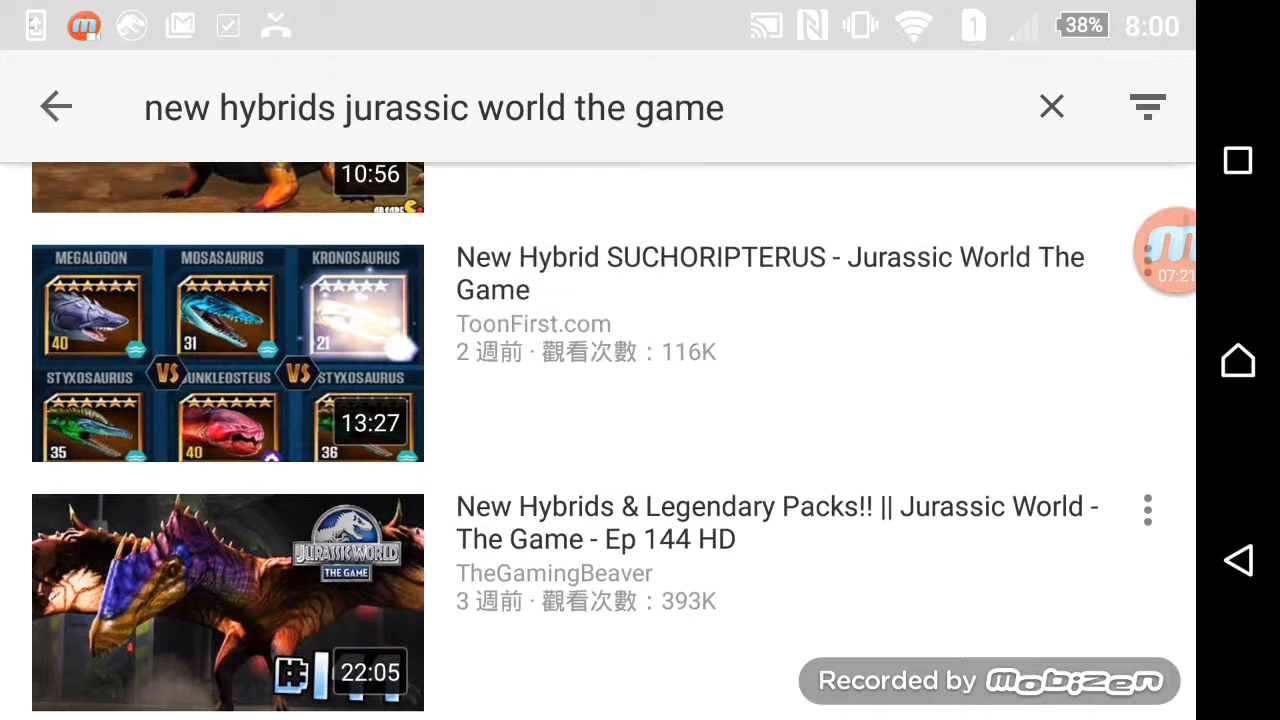 38%
8:00
new hybrids jurassic world the game
10:56
07:21
MEGALODON
MOSASAURUS
KRONOSAURUS
40
31
21
STYXOSAURUS
VS
UNKLEOSTEUS
VS
STYXOSAURUS
35
40
36
13:27
New Hybrid SUCHORIPTERUS - Jurassic World The
Game
ToonFirst.com
2 週前 · 觀看次數：116K
JURASSIC WORLD
THE GAME
22:05
New Hybrids & Legendary Packs!! || Jurassic World -
The Game - Ep 144 HD
TheGamingBeaver
3 週前 · 觀看次數：393K
Recorded by mobizen